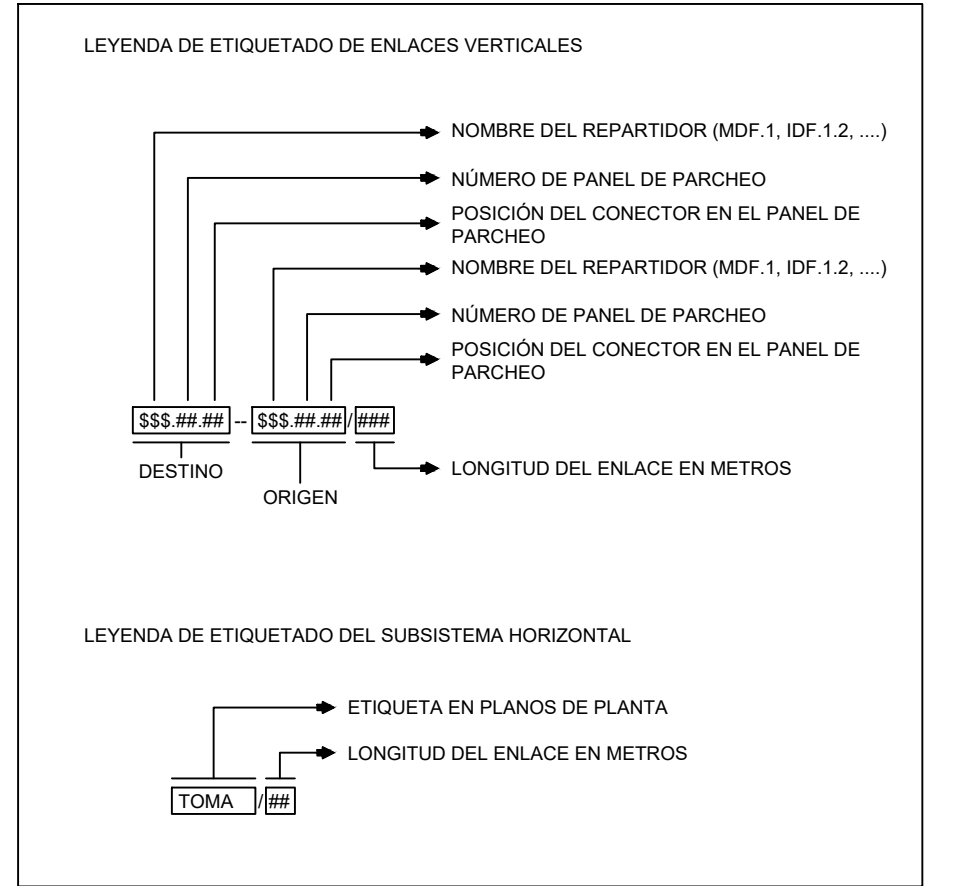 LEYENDA DE ETIQUETADO DE ENLACES VERTICALES
NOMBRE DEL REPARTIDOR (MDF.1, IDF.1.2, ....)
NÚMERO DE PANEL DE PARCHEO
POSICIÓN DEL CONECTOR EN EL PANEL DE
PARCHEO
NOMBRE DEL REPARTIDOR (MDF.1, IDF.1.2, ....)
NÚMERO DE PANEL DE PARCHEO
POSICIÓN DEL CONECTOR EN EL PANEL DE
PARCHEO
$$$.##.## -- $$$.##.## / ###
LONGITUD DEL ENLACE EN METROS
DESTINO
ORIGEN
LEYENDA DE ETIQUETADO DEL SUBSISTEMA HORIZONTAL
ETIQUETA EN PLANOS DE PLANTA
LONGITUD DEL ENLACE EN METROS
TOMA / ##